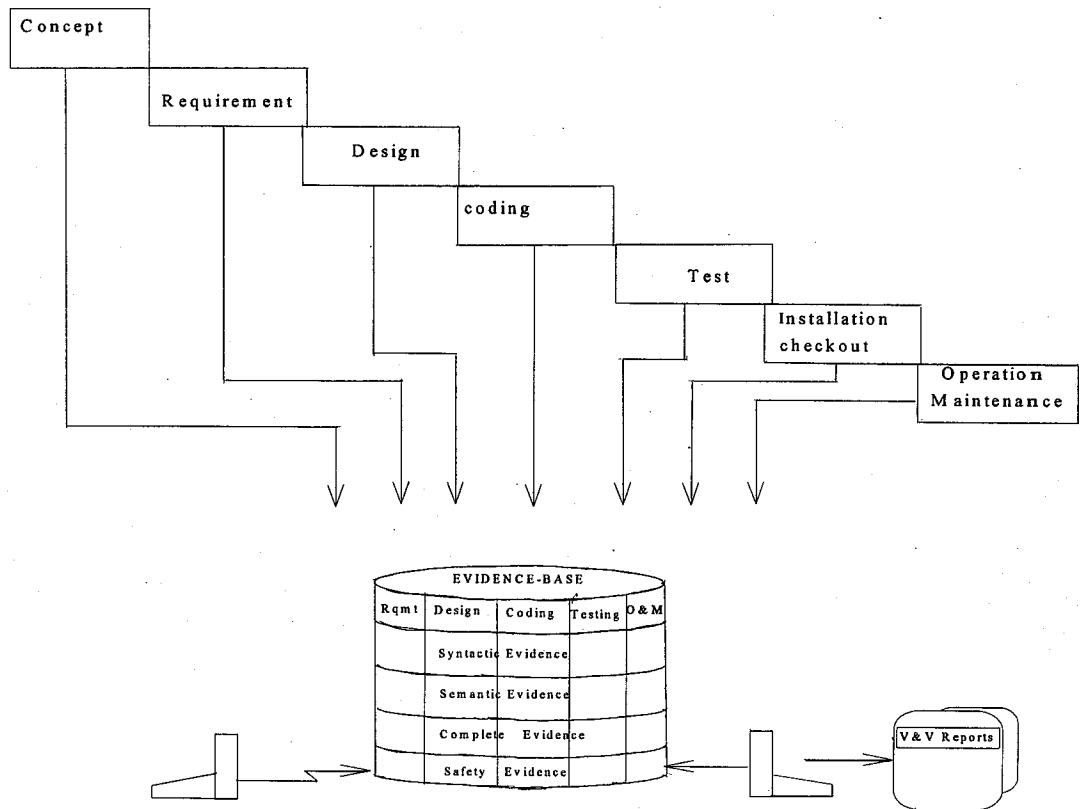 Concept
Requirement
Design
coding
Test
Installation
checkout
Operation
Maintenance
EVIDENCE-BASE
Rqmt Design Coding Testing O&M
Syntactic Evidence
Semantic Evidence
Complete Evidence
Safety Evidence
V&V Reports